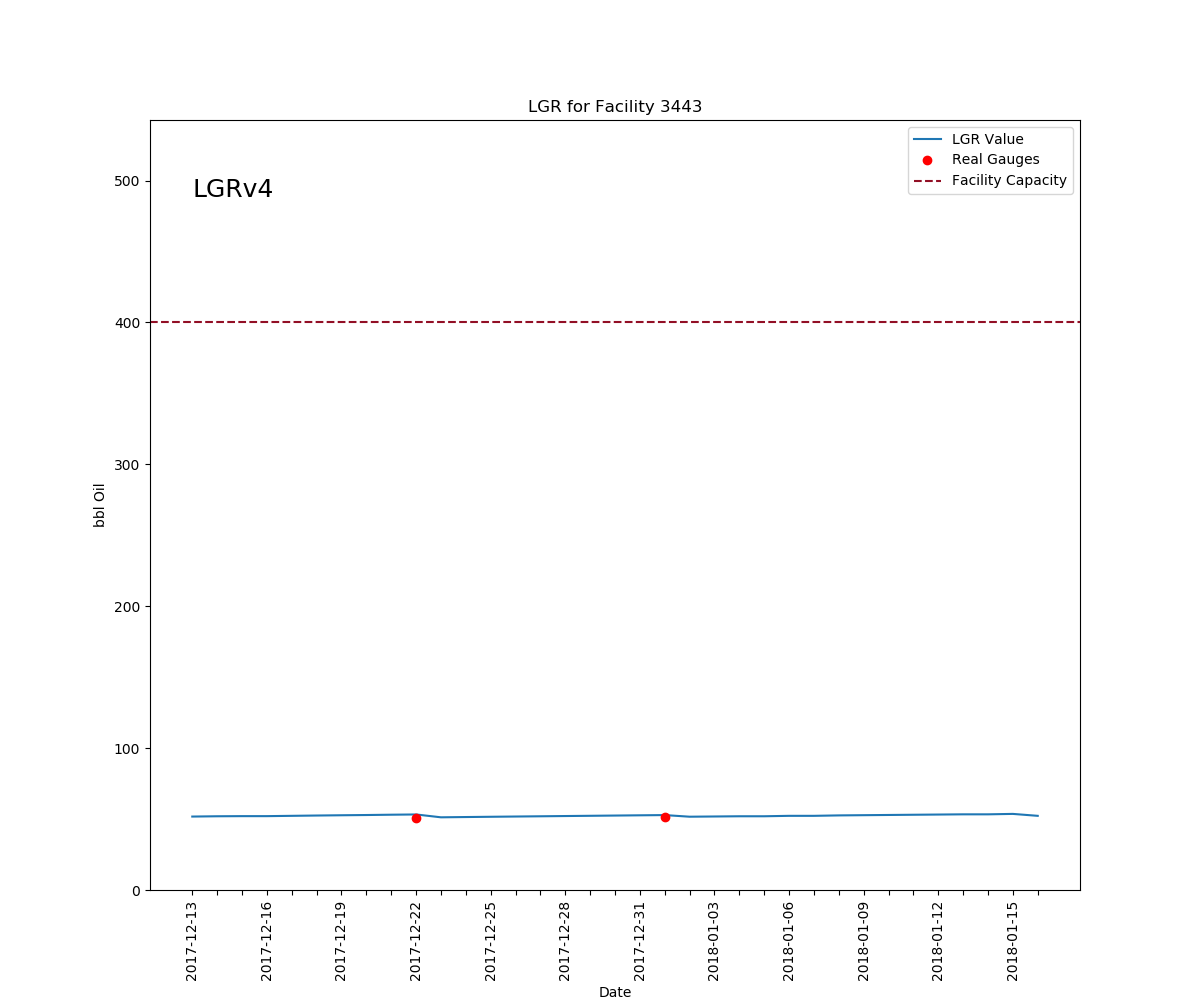 LGR for Facility 3443
LGRv4
LGR Value
Real Gauges
Facility Capacity
500
400
300
200
100
0
bbl Oil
2017-12-13
2017-12-16
2017-12-19
2017-12-22
2017-12-25
2017-12-28
2017-12-31
2018-01-03
2018-01-06
2018-01-09
2018-01-12
2018-01-15
Date